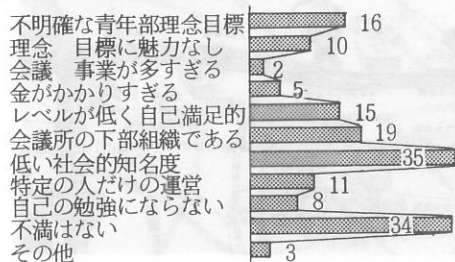 不明確な青年部理念目標 16
理念 目標に魅力なし 10
会議 事業が多すぎる 2
金がかかりすぎる 5
レベルが低く自己満足的 15
会議所の下部組織である 19
低い社会的知名度 35
特定の人だけの運営 11
自己の勉強にならない 8
不満はない 34
その他 3